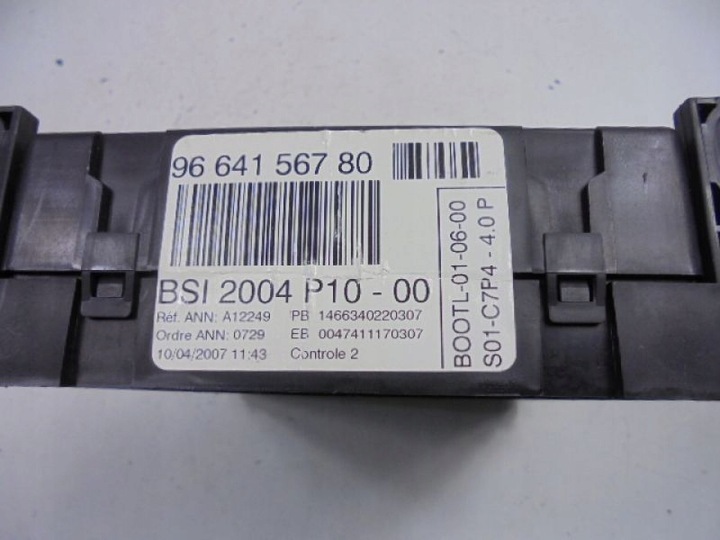 96 641 567 80
BSI 2004 P10 - 00
Réf. ANN: A12249 PB 1466340220307
Ordre ANN: 0729 EB 0047411170307
10/04/2007 11:43 Controle 2
BOOTL-01-06-00
S01-C7P4 - 4.0 P